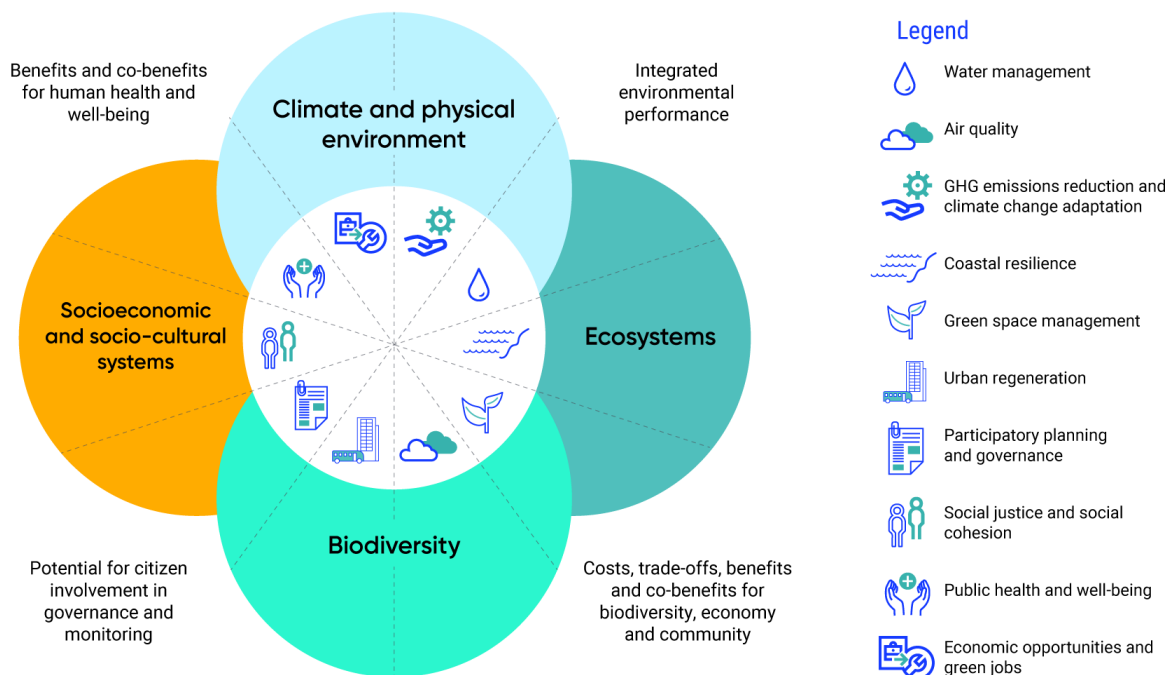 Benefits and co-benefits
for human health and
well-being
Climate and physical
environment
Integrated
environmental
performance
Socioeconomic
and socio-cultural
systems
Ecosystems
Biodiversity
Potential for citizen
involvement in
governance and
monitoring
Costs, trade-offs, benefits
and co-benefits for
biodiversity, economy
and community
Legend
Water management
Air quality
GHG emissions reduction and
climate change adaptation
Coastal resilience
Green space management
Urban regeneration
Participatory planning
and governance
Social justice and social
cohesion
Public health and well-being
Economic opportunities and
green jobs